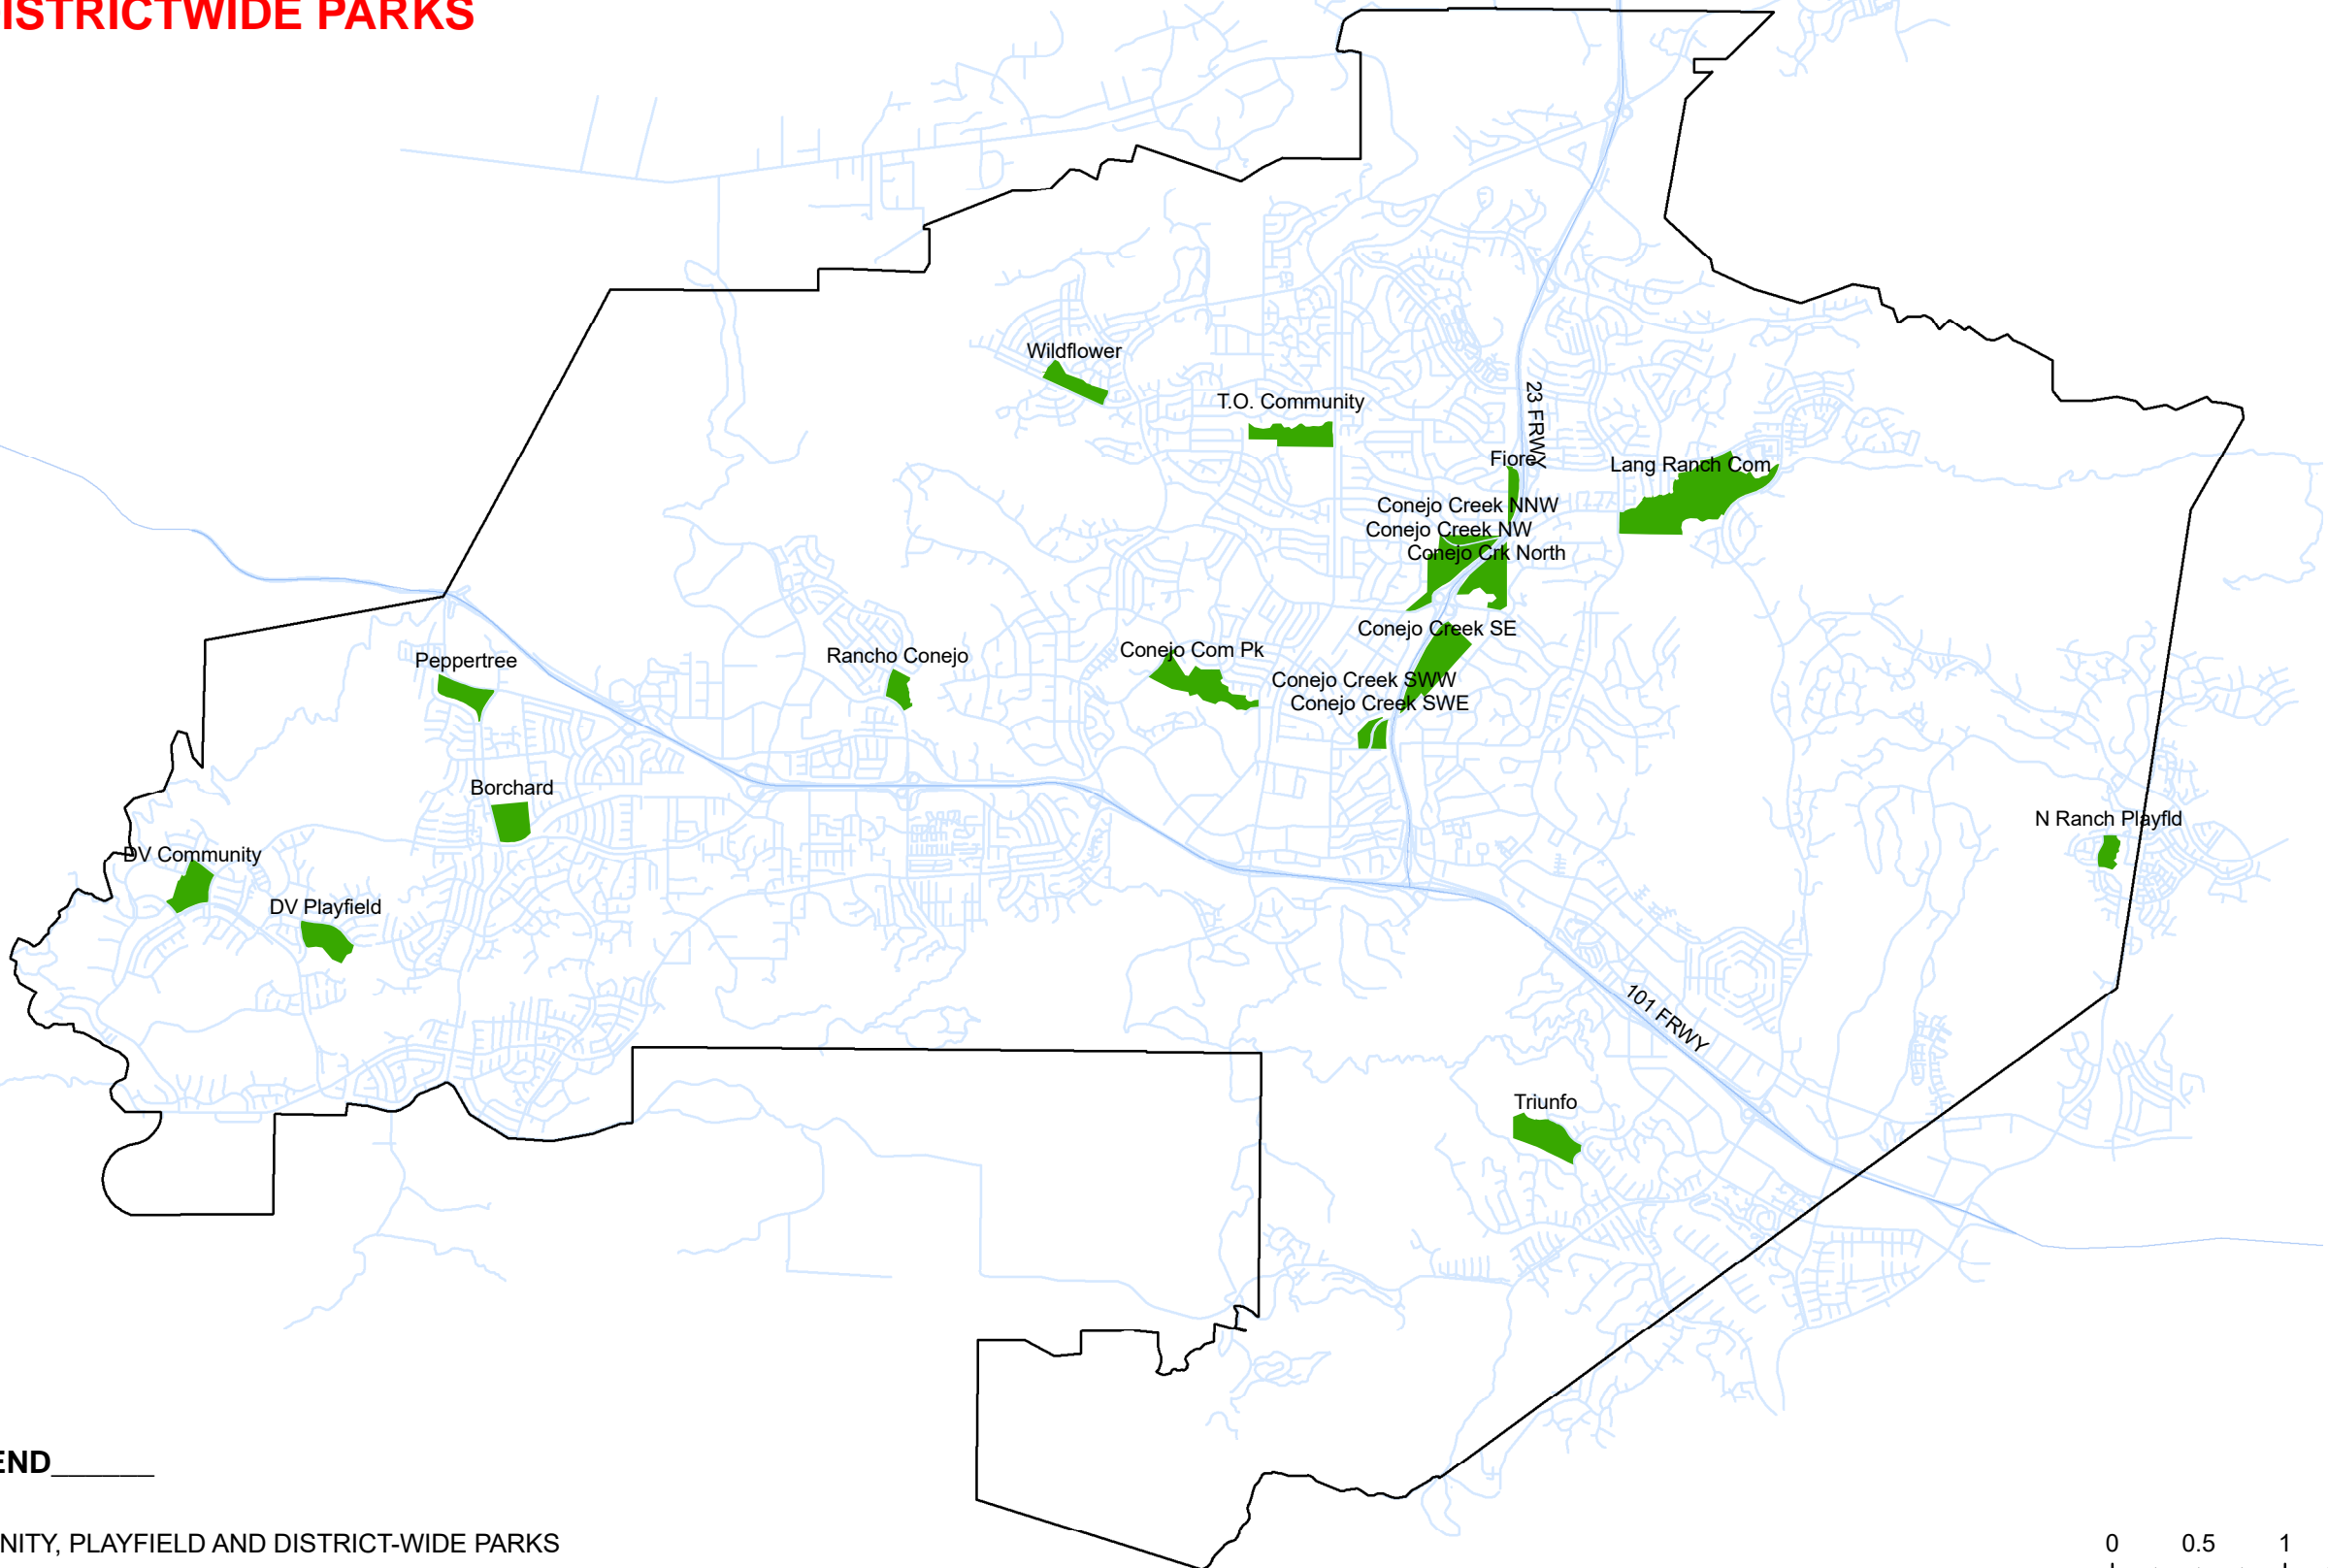 ISTRICTWIDE PARKS
Wildflower
T.O. Community
23 FRWY
Fiore
Lang Ranch Com
Conejo Creek NNW
Conejo Creek NW
Conejo Crk North
Conejo Creek SE
Conejo Com Pk
Rancho Conejo
Peppertree
Conejo Creek SWW
Conejo Creek SWE
Borchard
N Ranch Playfld
DV Community
DV Playfield
101 FRWY
Triunfo
END______
NITY, PLAYFIELD AND DISTRICT-WIDE PARKS
0 0.5 1